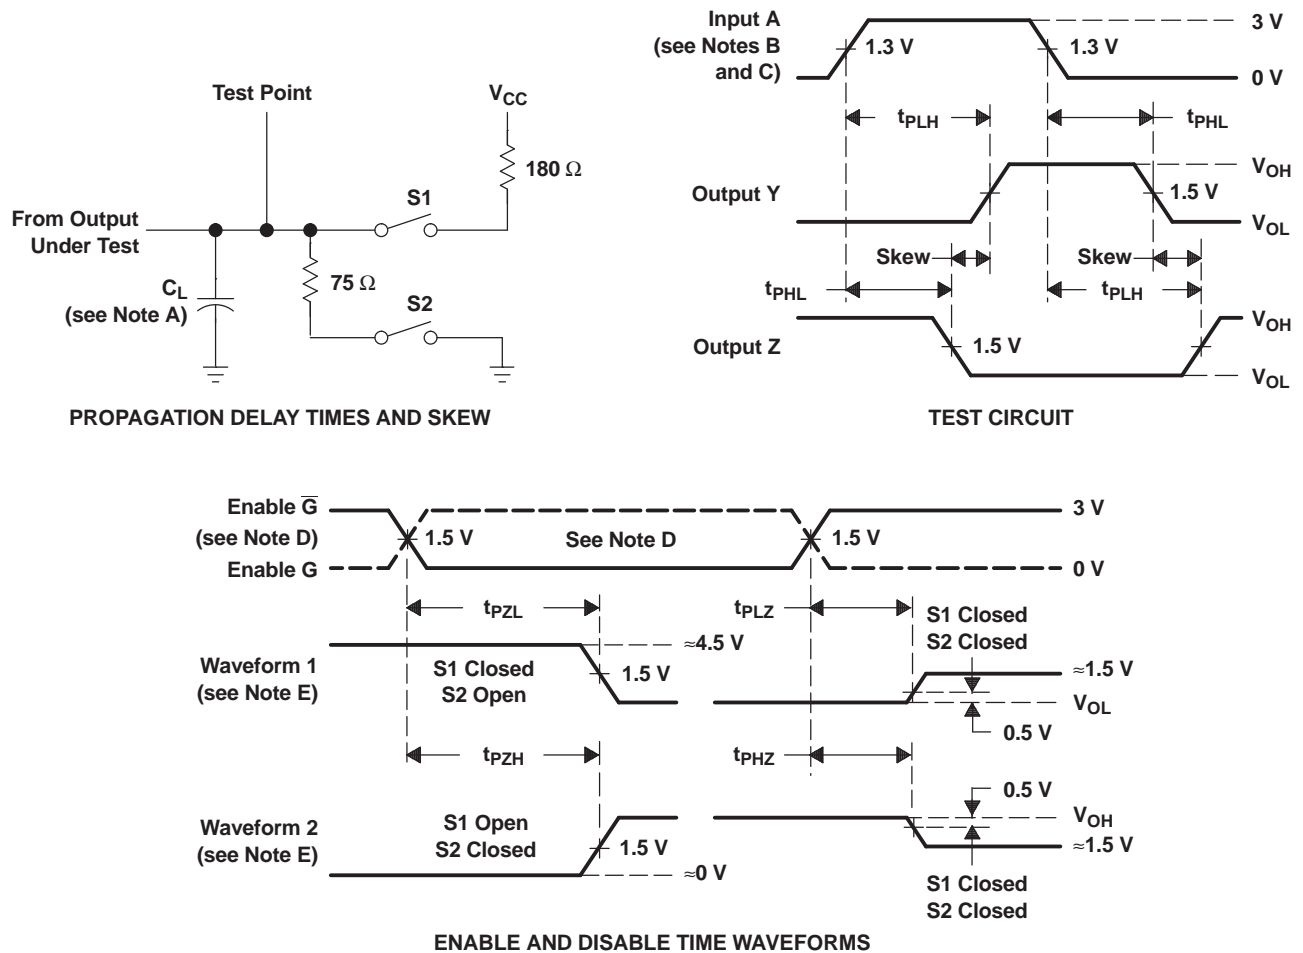 Test Point
VCC
180 Ω
S1
From Output
Under Test
75 Ω
CL
(see Note A)
S2
PROPAGATION DELAY TIMES AND SKEW
Input A
(see Notes B
and C)
1.3 V
1.3 V
3 V
0 V
tPLH
tPHL
Output Y
1.5 V
VOH
VOL
Skew
Skew
tPHL
tPLH
Output Z
1.5 V
VOH
VOL
TEST CIRCUIT
Enable G̅
(see Note D)
Enable G
1.5 V
See Note D
1.5 V
3 V
0 V
tPZL
tPLZ
S1 Closed
S2 Closed
Waveform 1
(see Note E)
S1 Closed
S2 Open
≈4.5 V
1.5 V
≈1.5 V
VOL
0.5 V
tPZH
tPHZ
0.5 V
Waveform 2
(see Note E)
S1 Open
S2 Closed
1.5 V
≈0 V
VOH
≈1.5 V
S1 Closed
S2 Closed
ENABLE AND DISABLE TIME WAVEFORMS